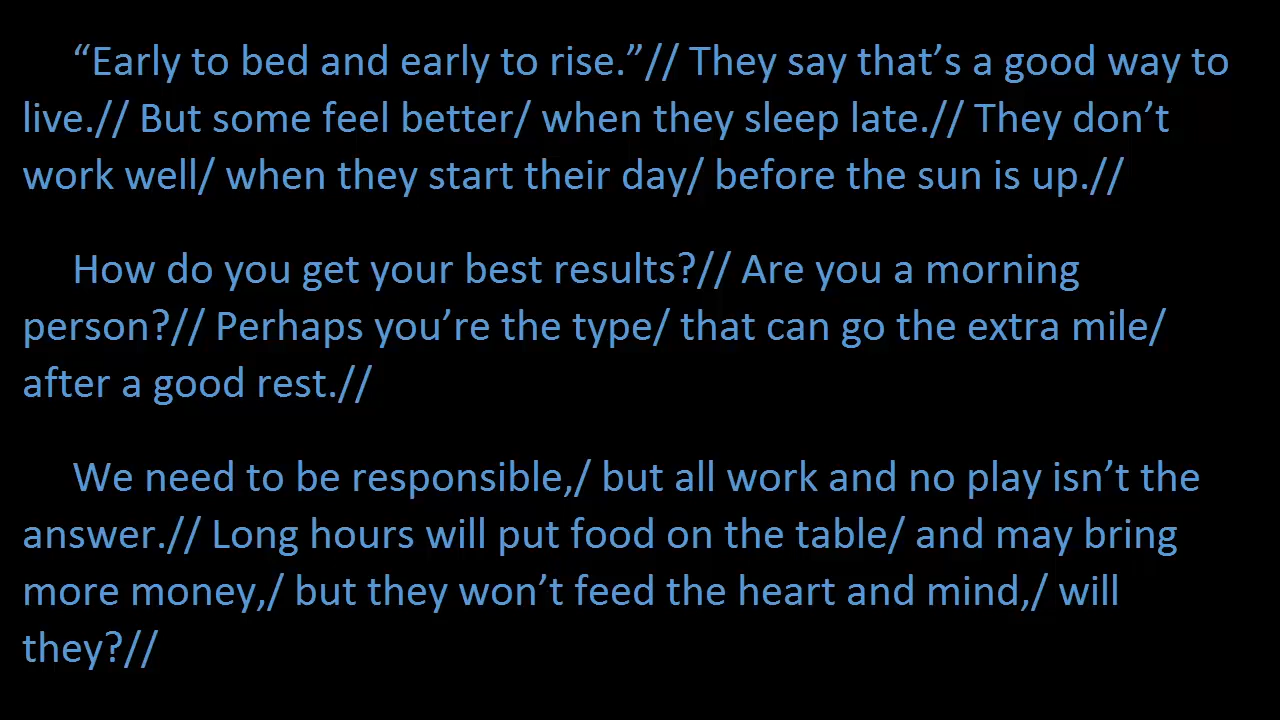 “Early to bed and early to rise.”// They say that’s a good way to
live.// But some feel better/ when they sleep late.// They don’t
work well/ when they start their day/ before the sun is up.//
How do you get your best results?// Are you a morning
person?// Perhaps you’re the type/ that can go the extra mile/
after a good rest.//
We need to be responsible,/ but all work and no play isn’t the
answer.// Long hours will put food on the table/ and may bring
more money,/ but they won’t feed the heart and mind,/ will
they?//